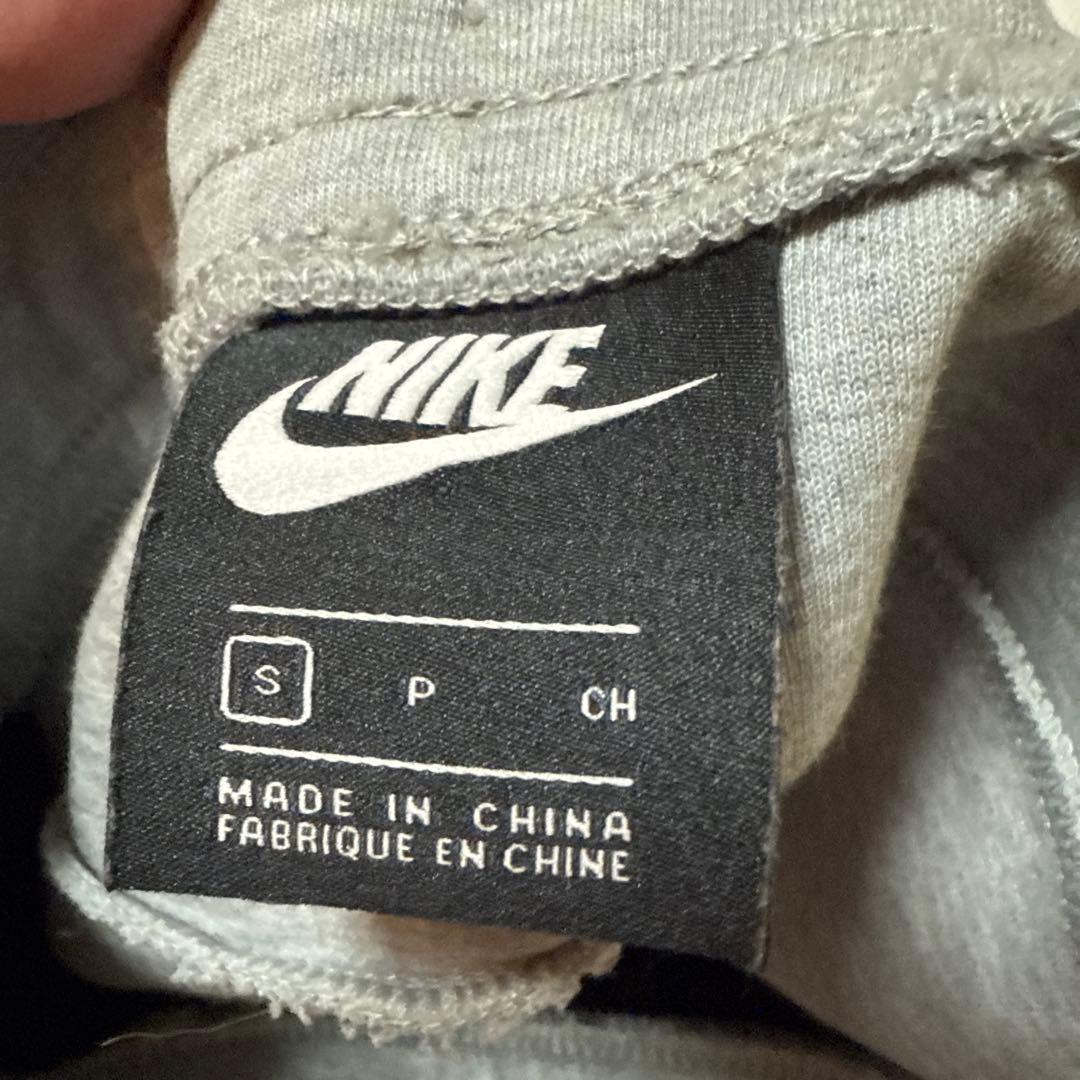 NIKE
S P CH
MADE IN CHINA
FABRIQUE EN CHINE